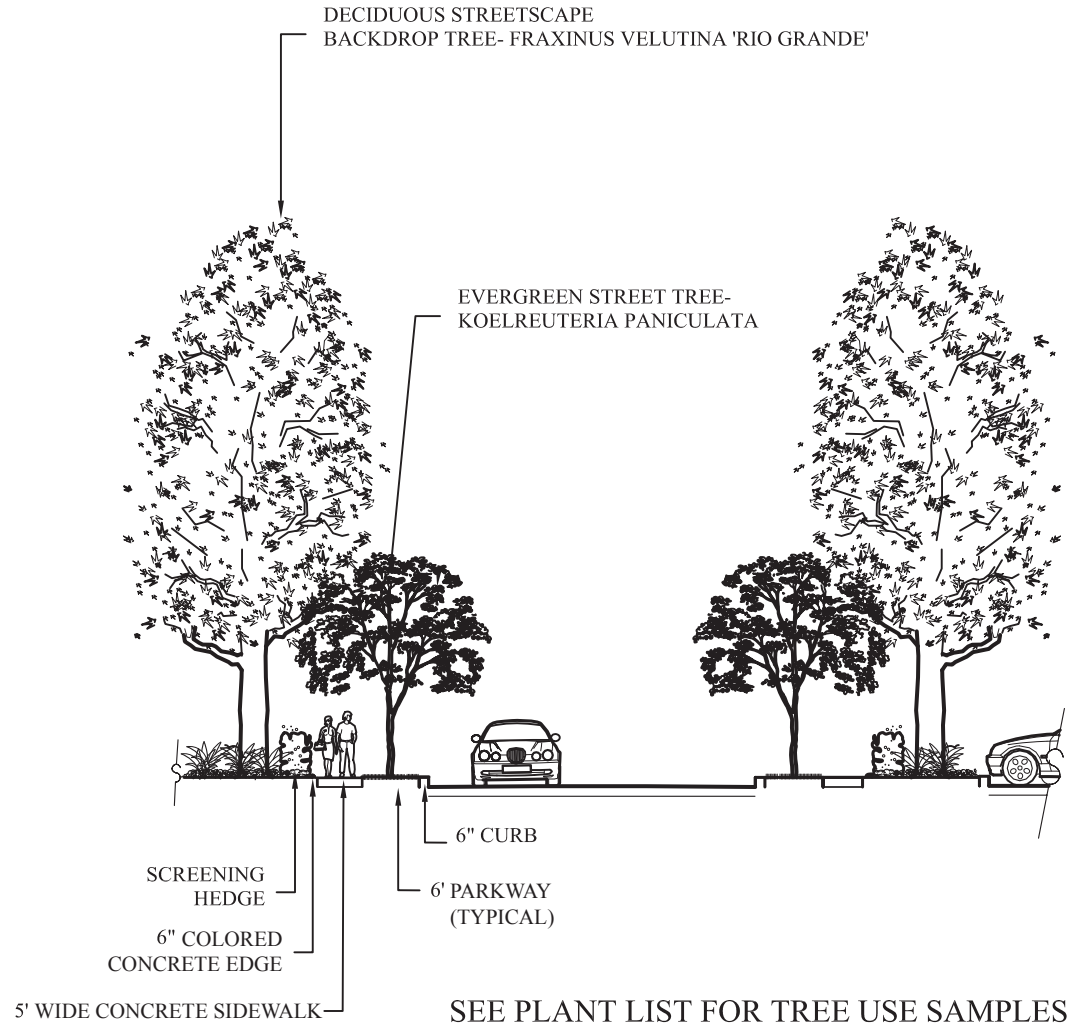 DECIDUOUS STREETSCAPE
BACKDROP TREE- FRAXINUS VELUTINA 'RIO GRANDE'
EVERGREEN STREET TREE-
KOELREUTERIA PANICULATA
6" CURB
SCREENING
HEDGE
6' PARKWAY
(TYPICAL)
6" COLORED
CONCRETE EDGE
5' WIDE CONCRETE SIDEWALK
SEE PLANT LIST FOR TREE USE SAMPLES